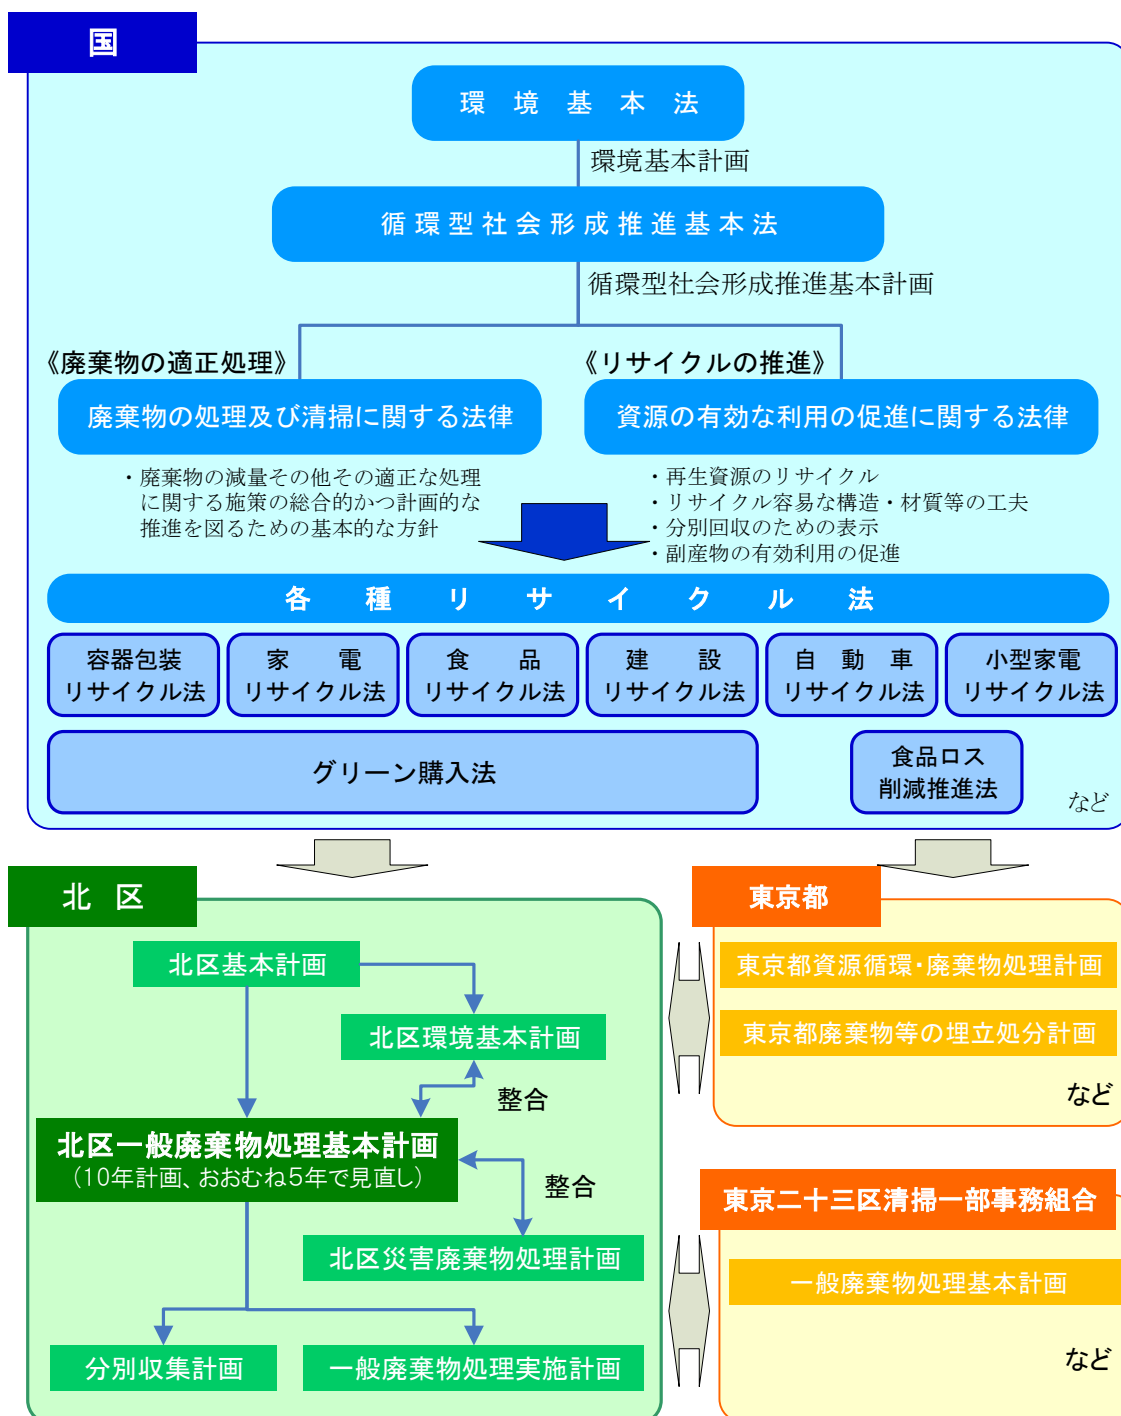 国
環境基本法
環境基本計画
循環型社会形成推進基本法
循環型社会形成推進基本計画
《廃棄物の適正処理》
《リサイクルの推進》
廃棄物の処理及び清掃に関する法律
資源の有効な利用の促進に関する法律
・廃棄物の減量その他その適正な処理
に関する施策の総合的かつ計画的な
推進を図るための基本的な方針
・再生資源のリサイクル
・リサイクル容易な構造・材質等の工夫
・分別回収のための表示
・副産物の有効利用の促進
各種リサイクル法
容器包装
リサイクル法
家電
リサイクル法
食品
リサイクル法
建設
リサイクル法
自動車
リサイクル法
小型家電
リサイクル法
グリーン購入法
食品ロス
削減推進法
など
北区
北区基本計画
北区環境基本計画
整合
北区一般廃棄物処理基本計画
（10年計画、おおむね5年で見直し）
整合
北区災害廃棄物処理計画
分別収集計画
一般廃棄物処理実施計画
東京都
東京都資源循環・廃棄物処理計画
東京都廃棄物等の埋立処分計画
など
東京二十三区清掃一部事務組合
一般廃棄物処理基本計画
など